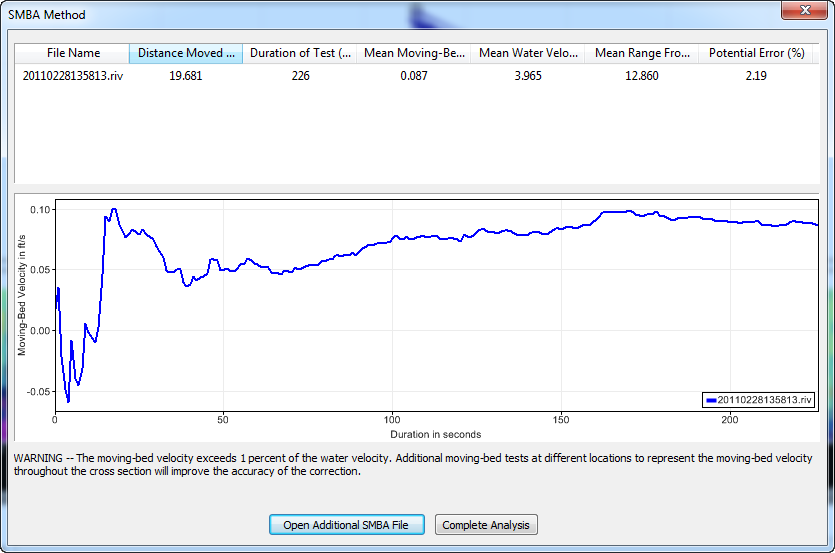 SMBA Method
File Name Distance Moved ... Duration of Test (... Mean Moving-Be... Mean Water Velo... Mean Range Fro... Potential Error (%)
20110228135813.riv 19.681 226 0.087 3.965 12.860 2.19
Moving-Bed Velocity in ft/s
0.10
0.05
0.00
-0.05
20110228135813.riv
0 50 100 150 200
Duration in seconds
WARNING -- The moving-bed velocity exceeds 1 percent of the water velocity. Additional moving-bed tests at different locations to represent the moving-bed velocity
throughout the cross section will improve the accuracy of the correction.
Open Additional SMBA File Complete Analysis